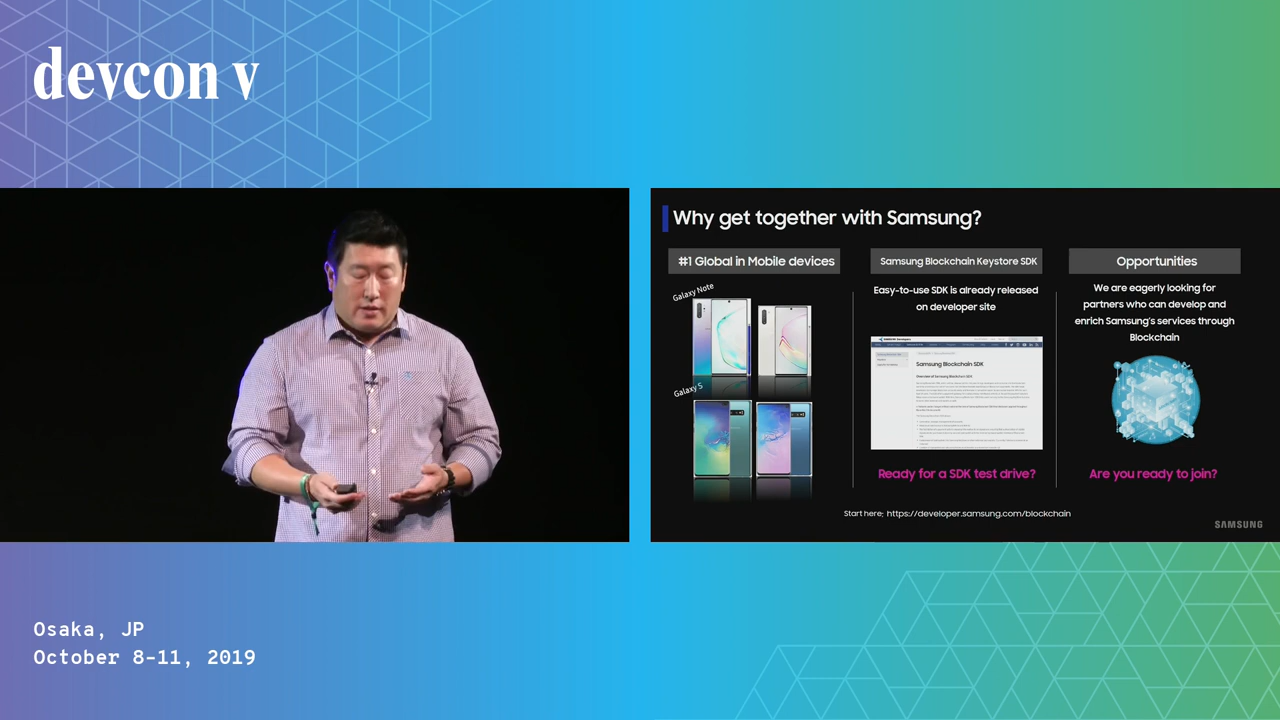 devcon v
Why get together with Samsung?
#1 Global in Mobile devices
Galaxy Note
Galaxy S
Samsung Blockchain Keystore SDK
Easy-to-use SDK is already released
on developer site
Samsung Blockchain SDK
Ready for a SDK test drive?
Opportunities
We are eagerly looking for
partners who can develop and
enrich Samsung's services through
Blockchain
Are you ready to join?
Start here; https://developer.samsung.com/blockchain
SAMSUNG
Osaka, JP
October 8-11, 2019